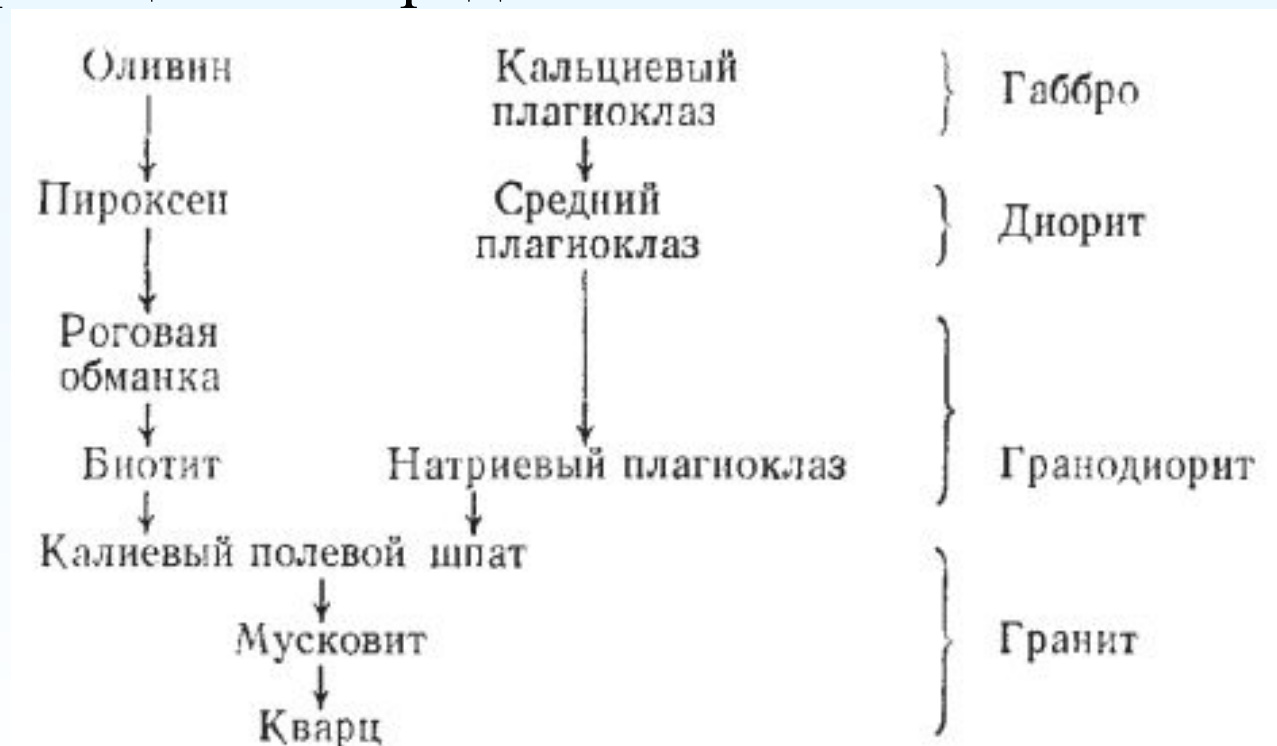 Оливин
Кальциевый
плагиоклаз
Габбро
Пироксен
Средний
плагиоклаз
Диорит
Роговая
обманка
Биотит
Натриевый плагиоклаз
Гранодиорит
Калиевый полевой шпат
Мусковит
Гранит
Кварц